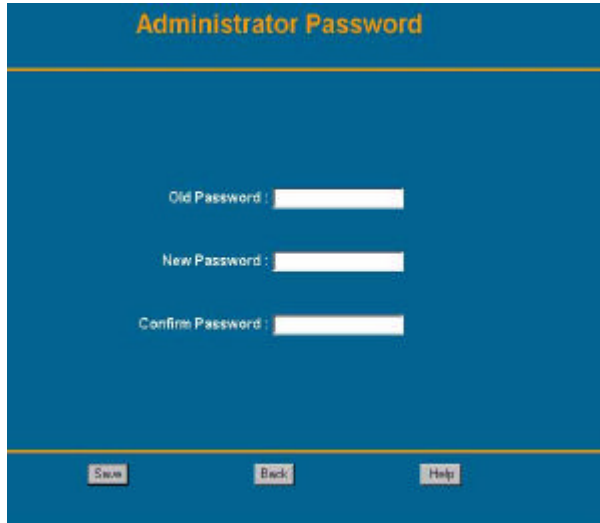 Administrator Password
Old Password :
New Password :
Confirm Password :
Save Back Help